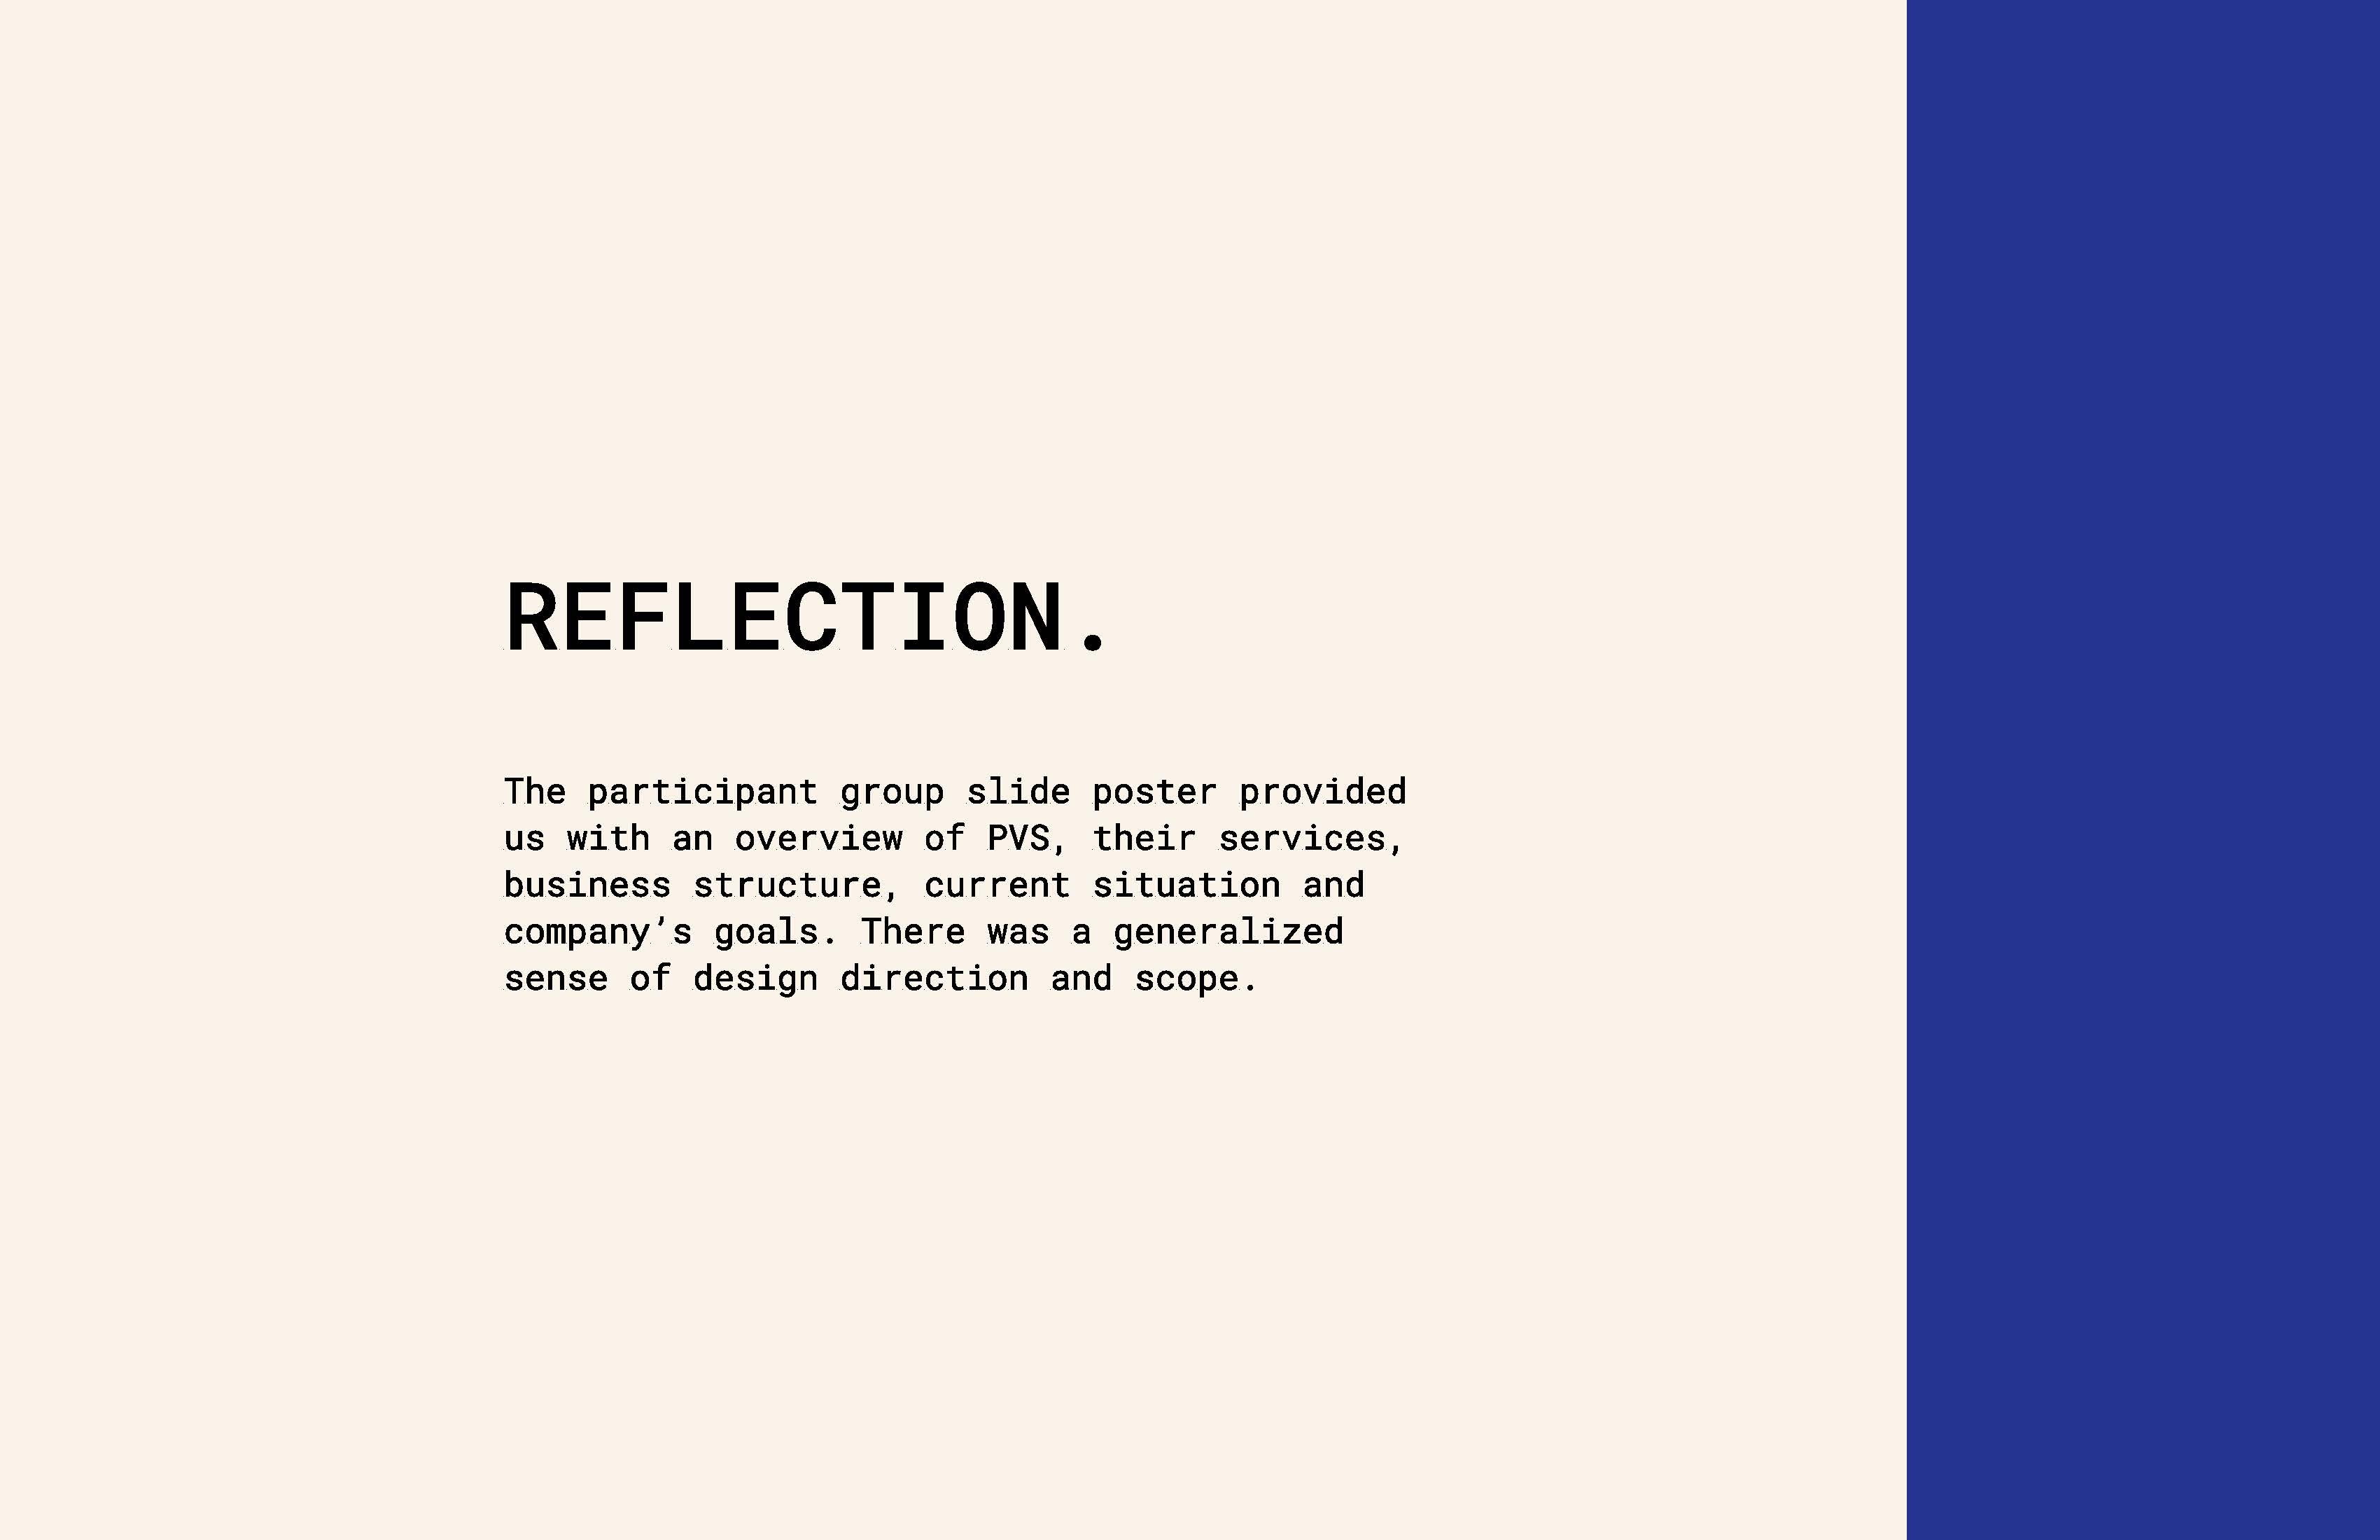 REFLECTION.
The participant group slide poster provided
us with an overview of PVS, their services,
business structure, current situation and
company’s goals. There was a generalized
sense of design direction and scope.